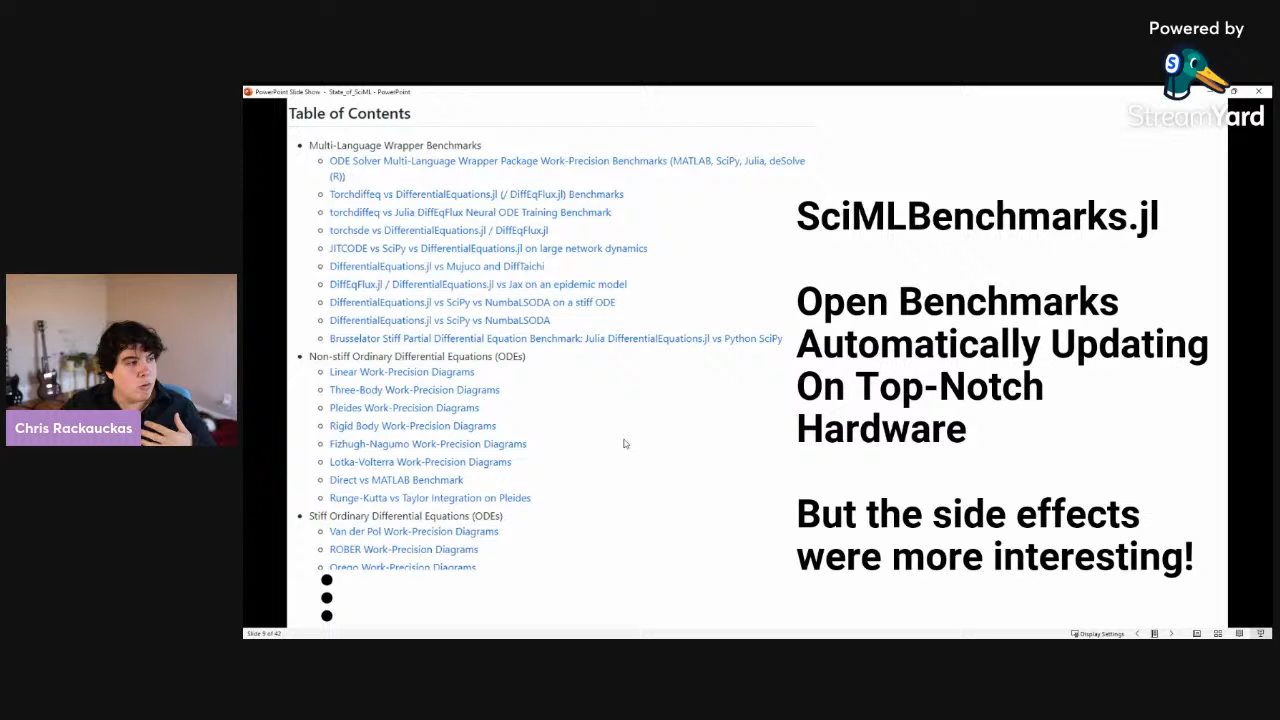 Powered by
S
StreamYard
PowerPoint Slide Show - State_of_SciML - PowerPoint
Table of Contents
Multi-Language Wrapper Benchmarks
ODE Solver Multi-Language Wrapper Package Work-Precision Benchmarks (MATLAB, SciPy, Julia, deSolve
(R))
Torchdiffeq vs DifferentialEquations.jl (/ DiffEqFlux.jl) Benchmarks
torchdiffeq vs Julia DiffEqFlux Neural ODE Training Benchmark
torchsde vs DifferentialEquations.jl / DiffEqFlux.jl
JITCODE vs SciPy vs DifferentialEquations.jl on large network dynamics
DifferentialEquations.jl vs Mujuco and DiffTaichi
DiffEqFlux.jl / DifferentialEquations.jl vs Jax on an epidemic model
DifferentialEquations.jl vs SciPy vs NumbaLSODA on a stiff ODE
DifferentialEquations.jl vs SciPy vs NumbaLSODA
Brusselator Stiff Partial Differential Equation Benchmark: Julia DifferentialEquations.jl vs Python SciPy
Non-stiff Ordinary Differential Equations (ODEs)
Linear Work-Precision Diagrams
Three-Body Work-Precision Diagrams
Pleides Work-Precision Diagrams
Rigid Body Work-Precision Diagrams
Fizhugh-Nagumo Work-Precision Diagrams
Lotka-Volterra Work-Precision Diagrams
Direct vs MATLAB Benchmark
Runge-Kutta vs Taylor Integration on Pleides
Stiff Ordinary Differential Equations (ODEs)
Van der Pol Work-Precision Diagrams
ROBER Work-Precision Diagrams
Orego Work-Precision Diagrams
SciMLBenchmarks.jl
Open Benchmarks
Automatically Updating
On Top-Notch
Hardware
But the side effects
were more interesting!
Chris Rackauckas
Slide 9 of 42
Display Settings